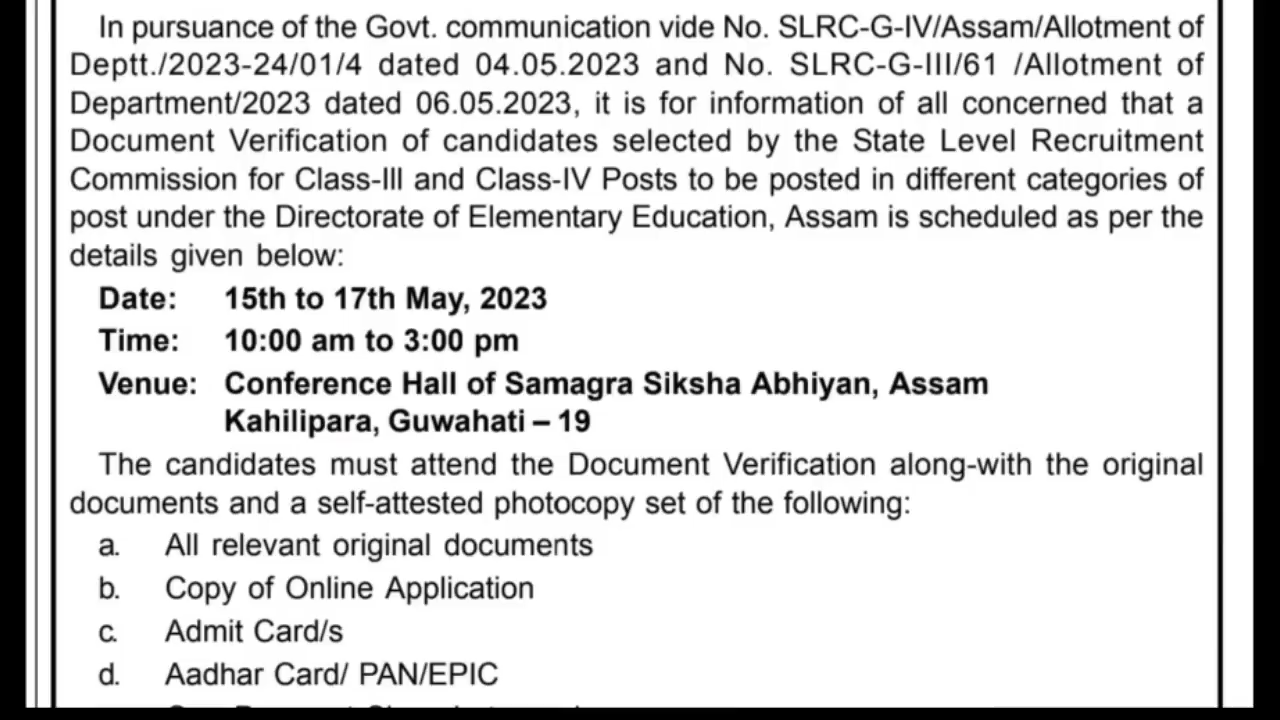 In pursuance of the Govt. communication vide No. SLRC-G-IV/Assam/Allotment of
Deptt./2023-24/01/4 dated 04.05.2023 and No. SLRC-G-III/61 /Allotment of
Department/2023 dated 06.05.2023, it is for information of all concerned that a
Document Verification of candidates selected by the State Level Recruitment
Commission for Class-III and Class-IV Posts to be posted in different categories of
post under the Directorate of Elementary Education, Assam is scheduled as per the
details given below:
Date: 15th to 17th May, 2023
Time: 10:00 am to 3:00 pm
Venue: Conference Hall of Samagra Siksha Abhiyan, Assam
Kahilipara, Guwahati – 19
The candidates must attend the Document Verification along-with the original
documents and a self-attested photocopy set of the following:
a. All relevant original documents
b. Copy of Online Application
c. Admit Card/s
d. Aadhar Card/ PAN/EPIC